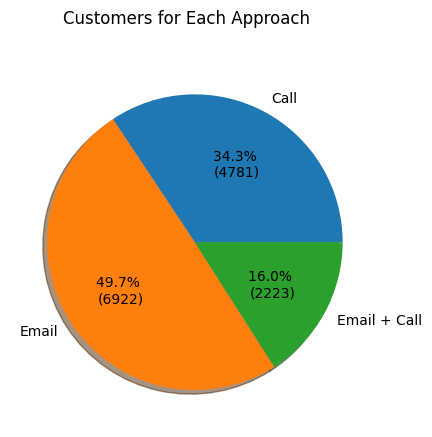 Customers for Each Approach
Call
34.3%
(4781)
49.7%
(6922)
16.0%
(2223)
Email
Email + Call